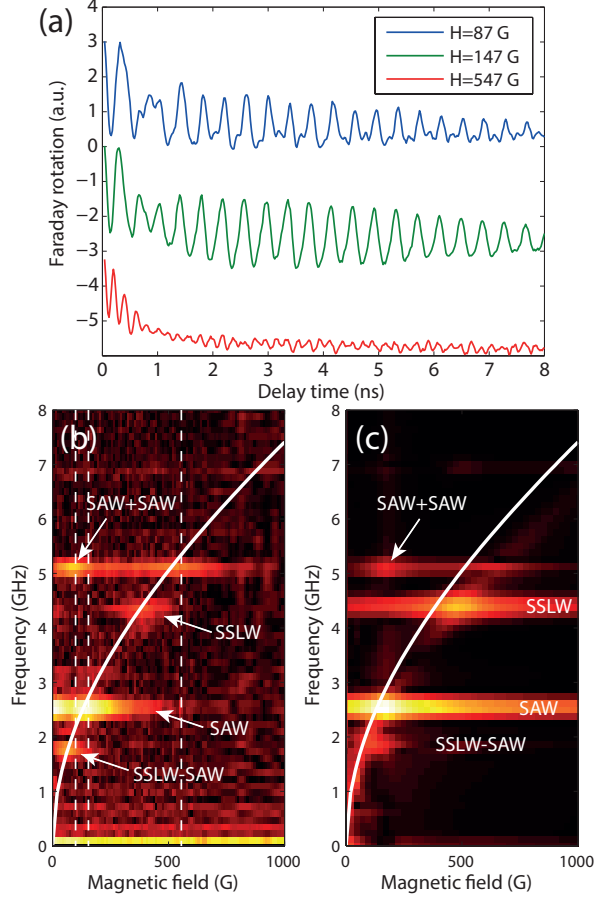 (a)
H=87 G
H=147 G
H=547 G
Faraday rotation (a.u.)
4
3
2
1
0
−1
−2
−3
−4
−5
0 1 2 3 4 5 6 7 8
Delay time (ns)
(b)
SAW+SAW
SSLW
SAW
SSLW-SAW
Frequency (GHz)
8
7
6
5
4
3
2
1
0
0 500 1000
Magnetic field (G)
(c)
SAW+SAW
SSLW
SAW
SSLW-SAW
Frequency (GHz)
8
7
6
5
4
3
2
1
0
0 500 1000
Magnetic field (G)